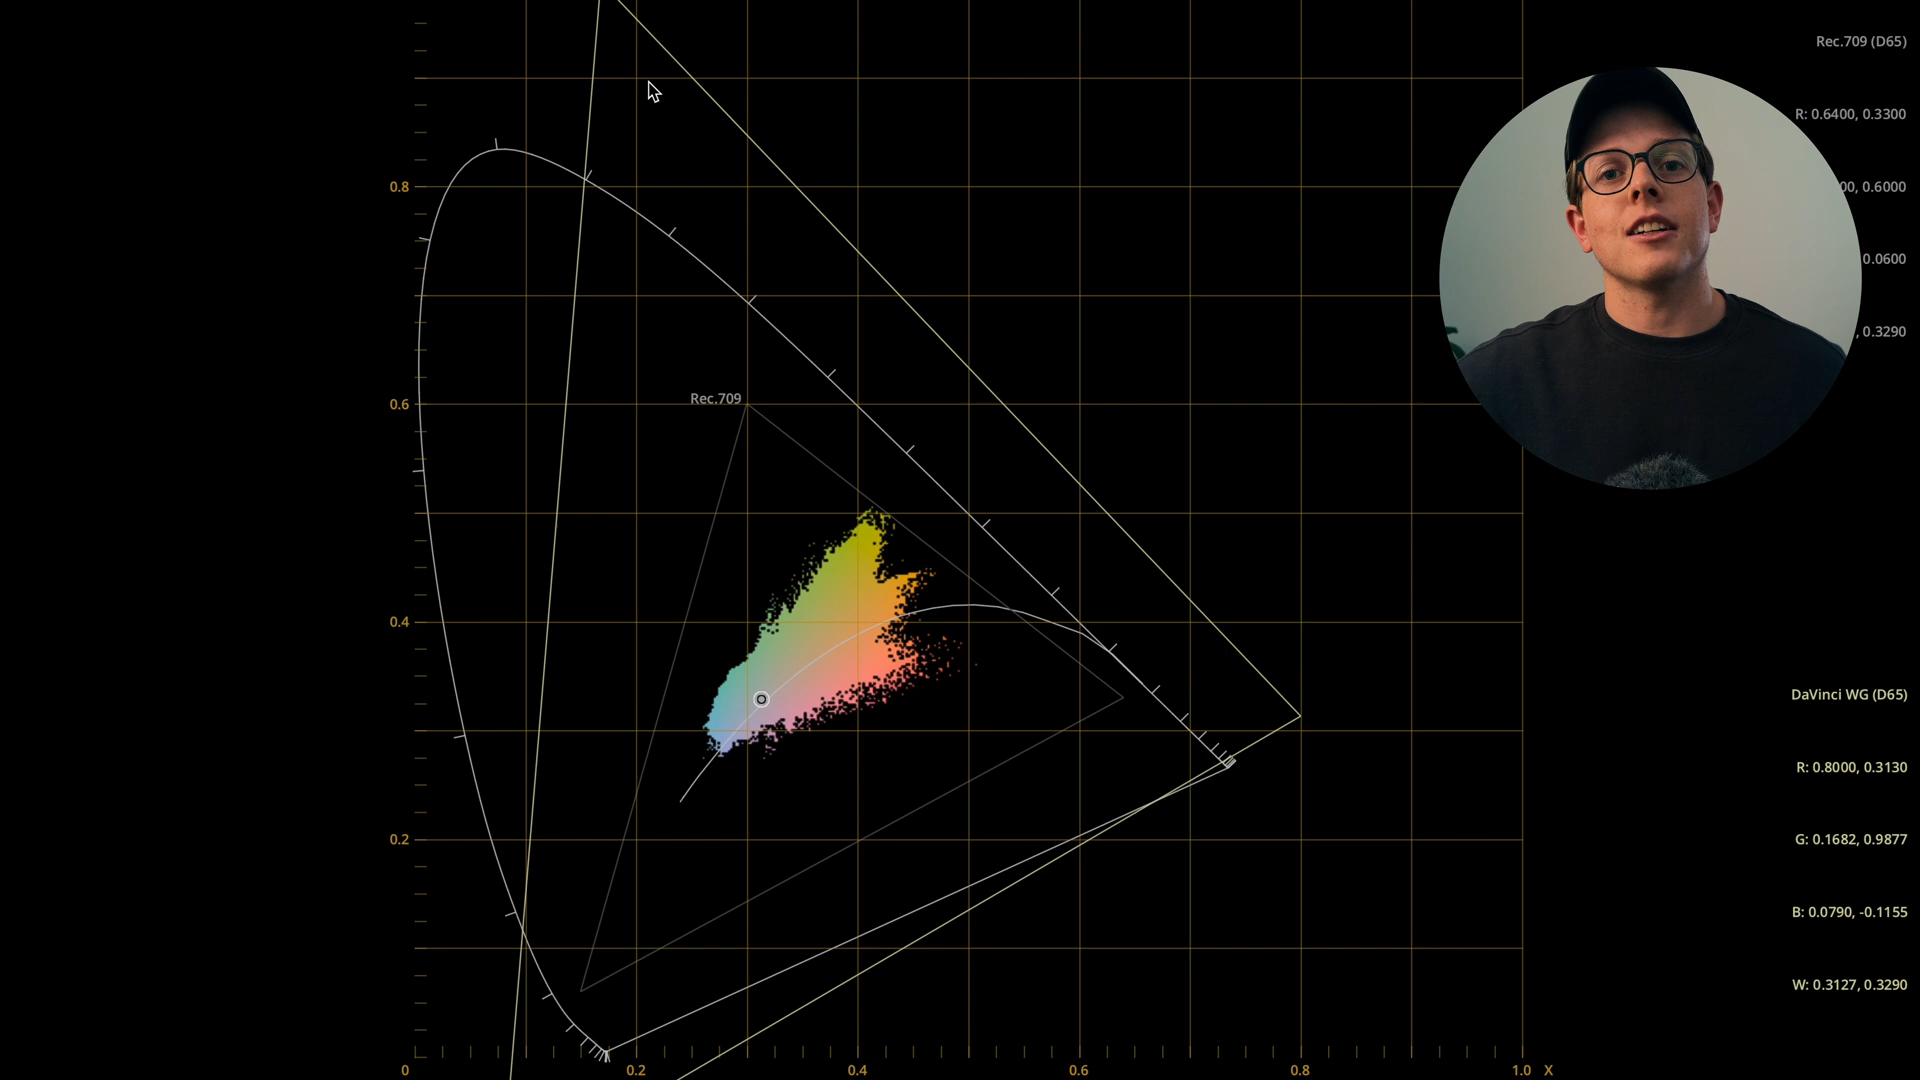 Rec.709 (D65)
R: 0.6400, 0.3300
0.6000
0.0600
, 0.3290
0.8
Rec.709
0.6
0.4
DaVinci WG (D65)
R: 0.8000, 0.3130
0.2
G: 0.1682, 0.9877
B: 0.0790, -0.1155
W: 0.3127, 0.3290
0
0.2
0.4
0.6
0.8
1.0 X